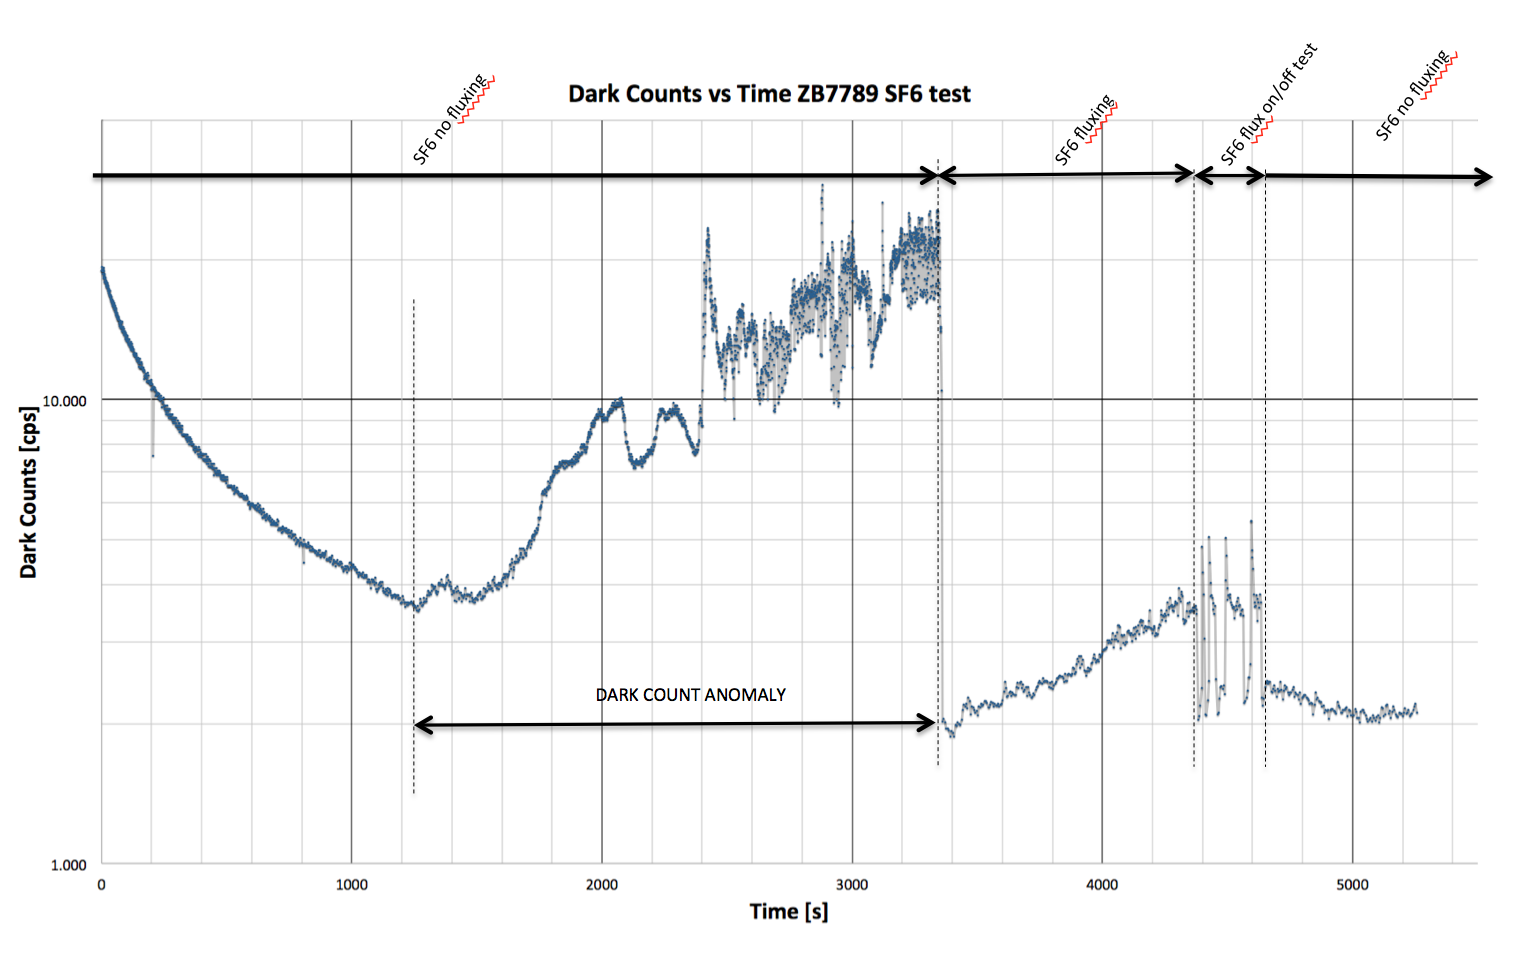 SF6 no fluxing
SF6 fluxing
SF6 flux on/off test
SF6 no fluxing
Dark Counts vs Time ZB7789 SF6 test
Dark Counts [cps]
10.000
1.000
DARK COUNT ANOMALY
0 1000 2000 3000 4000 5000
Time [s]